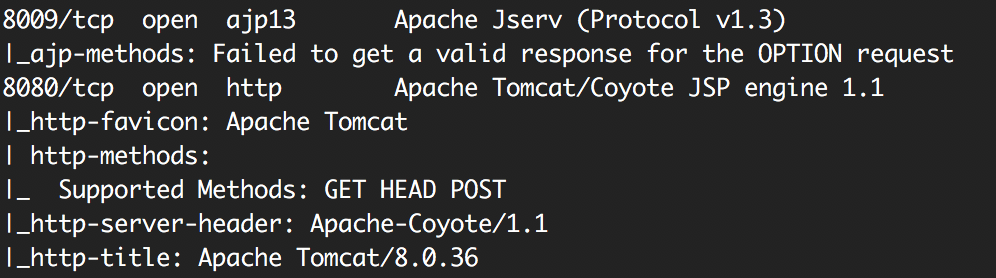 8009/tcp  open  ajp13       Apache Jserv (Protocol v1.3)
|_ajp-methods: Failed to get a valid response for the OPTION request
8080/tcp  open  http        Apache Tomcat/Coyote JSP engine 1.1
|_http-favicon: Apache Tomcat
| http-methods:
|_  Supported Methods: GET HEAD POST
|_http-server-header: Apache-Coyote/1.1
|_http-title: Apache Tomcat/8.0.36